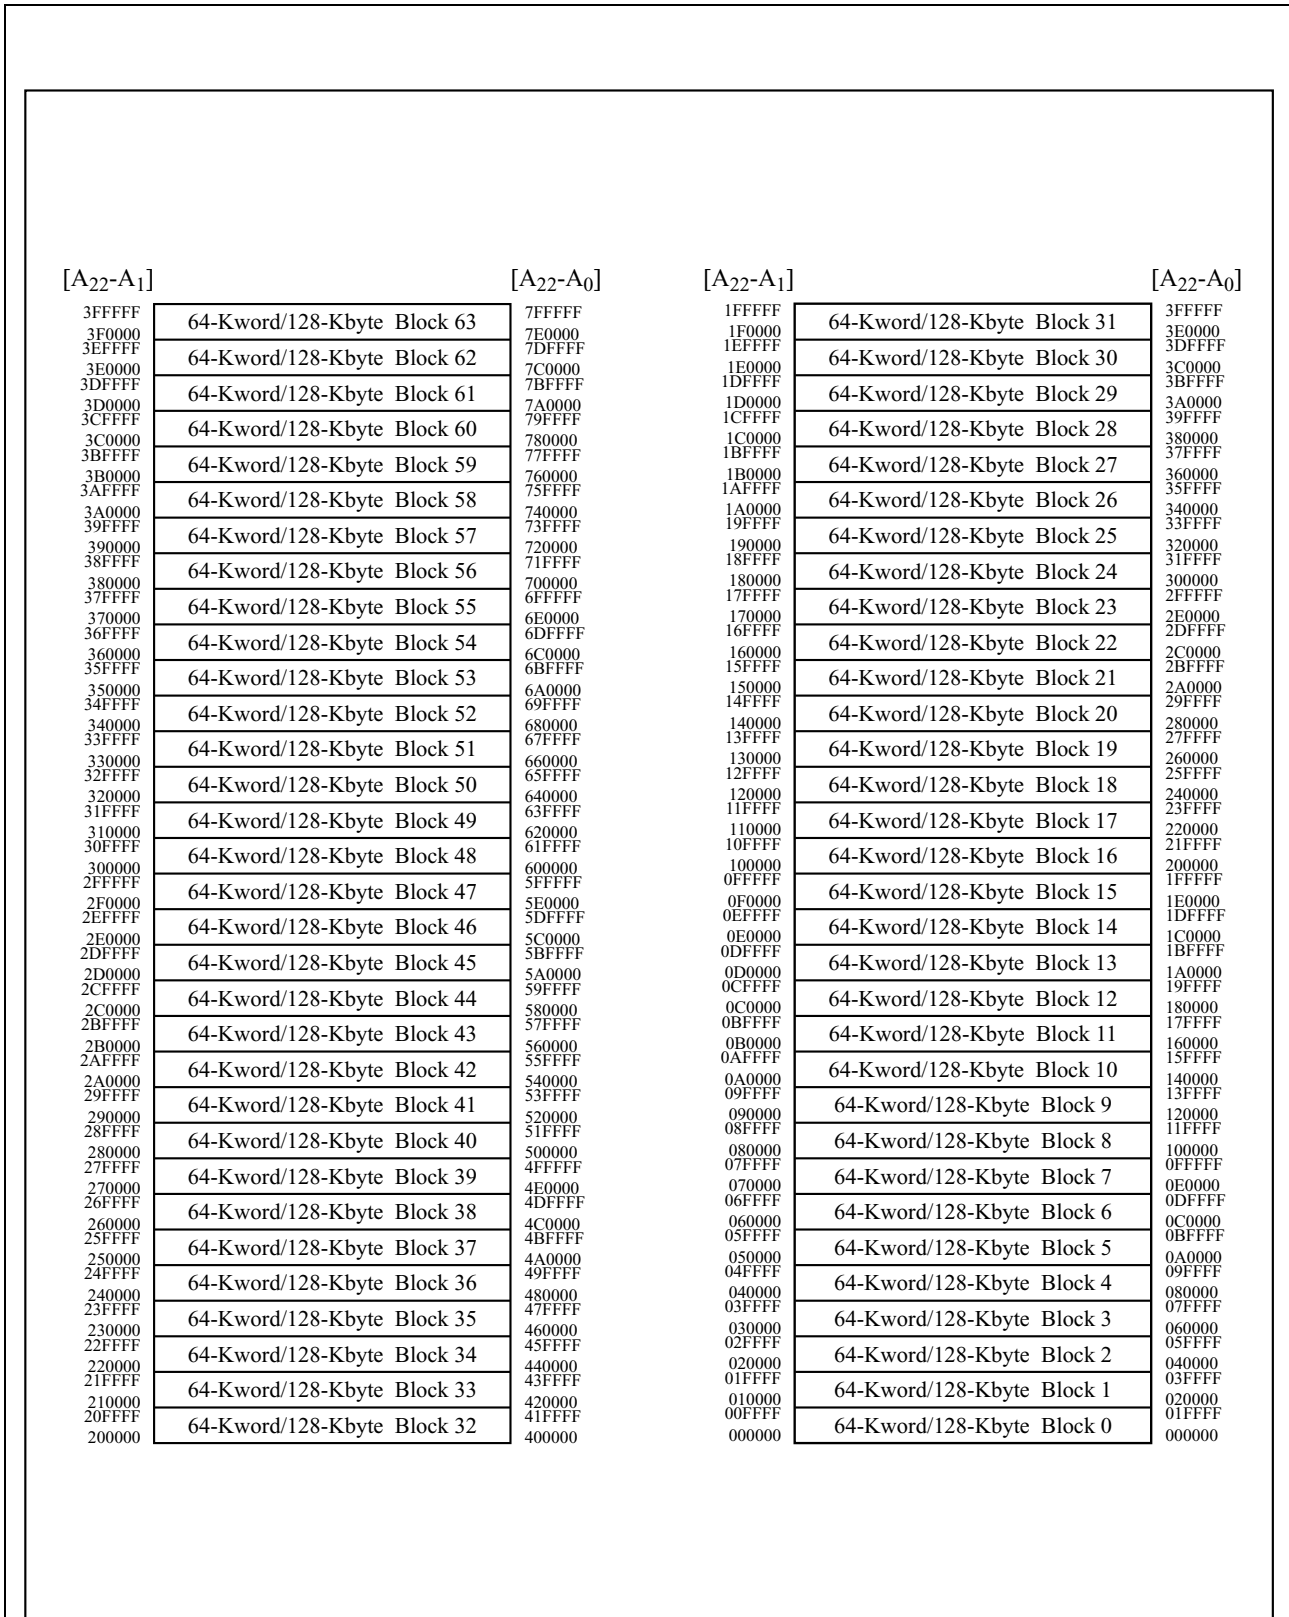 [A22-A1] [A22-A0]
3FFFFF 64-Kword/128-Kbyte Block 63 7FFFFF
3F0000 7E0000
3EFFFF 64-Kword/128-Kbyte Block 62 7DFFFF
3E0000 7C0000
3DFFFF 64-Kword/128-Kbyte Block 61 7BFFFF
3D0000 7A0000
3CFFFF 64-Kword/128-Kbyte Block 60 79FFFF
3C0000 780000
3BFFFF 64-Kword/128-Kbyte Block 59 77FFFF
3B0000 760000
3AFFFF 64-Kword/128-Kbyte Block 58 75FFFF
3A0000 740000
39FFFF 64-Kword/128-Kbyte Block 57 73FFFF
390000 720000
38FFFF 64-Kword/128-Kbyte Block 56 71FFFF
380000 700000
37FFFF 64-Kword/128-Kbyte Block 55 6FFFFF
370000 6E0000
36FFFF 64-Kword/128-Kbyte Block 54 6DFFFF
360000 6C0000
35FFFF 64-Kword/128-Kbyte Block 53 6BFFFF
350000 6A0000
34FFFF 64-Kword/128-Kbyte Block 52 69FFFF
340000 680000
33FFFF 64-Kword/128-Kbyte Block 51 67FFFF
330000 660000
32FFFF 64-Kword/128-Kbyte Block 50 65FFFF
320000 640000
31FFFF 64-Kword/128-Kbyte Block 49 63FFFF
310000 620000
30FFFF 64-Kword/128-Kbyte Block 48 61FFFF
300000 600000
2FFFFF 64-Kword/128-Kbyte Block 47 5FFFFF
2F0000 5E0000
2EFFFF 64-Kword/128-Kbyte Block 46 5DFFFF
2E0000 5C0000
2DFFFF 64-Kword/128-Kbyte Block 45 5BFFFF
2D0000 5A0000
2CFFFF 64-Kword/128-Kbyte Block 44 59FFFF
2C0000 580000
2BFFFF 64-Kword/128-Kbyte Block 43 57FFFF
2B0000 560000
2AFFFF 64-Kword/128-Kbyte Block 42 55FFFF
2A0000 540000
29FFFF 64-Kword/128-Kbyte Block 41 53FFFF
290000 520000
28FFFF 64-Kword/128-Kbyte Block 40 51FFFF
280000 500000
27FFFF 64-Kword/128-Kbyte Block 39 4FFFFF
270000 4E0000
26FFFF 64-Kword/128-Kbyte Block 38 4DFFFF
260000 4C0000
25FFFF 64-Kword/128-Kbyte Block 37 4BFFFF
250000 4A0000
24FFFF 64-Kword/128-Kbyte Block 36 49FFFF
240000 480000
23FFFF 64-Kword/128-Kbyte Block 35 47FFFF
230000 460000
22FFFF 64-Kword/128-Kbyte Block 34 45FFFF
220000 440000
21FFFF 64-Kword/128-Kbyte Block 33 43FFFF
210000 420000
20FFFF 64-Kword/128-Kbyte Block 32 41FFFF
200000 400000
[A22-A1] [A22-A0]
1FFFFF 64-Kword/128-Kbyte Block 31 3FFFFF
1F0000 3E0000
1EFFFF 64-Kword/128-Kbyte Block 30 3DFFFF
1E0000 3C0000
1DFFFF 64-Kword/128-Kbyte Block 29 3BFFFF
1D0000 3A0000
1CFFFF 64-Kword/128-Kbyte Block 28 39FFFF
1C0000 380000
1BFFFF 64-Kword/128-Kbyte Block 27 37FFFF
1B0000 360000
1AFFFF 64-Kword/128-Kbyte Block 26 35FFFF
1A0000 340000
19FFFF 64-Kword/128-Kbyte Block 25 33FFFF
190000 320000
18FFFF 64-Kword/128-Kbyte Block 24 31FFFF
180000 300000
17FFFF 64-Kword/128-Kbyte Block 23 2FFFFF
170000 2E0000
16FFFF 64-Kword/128-Kbyte Block 22 2DFFFF
160000 2C0000
15FFFF 64-Kword/128-Kbyte Block 21 2BFFFF
150000 2A0000
14FFFF 64-Kword/128-Kbyte Block 20 29FFFF
140000 280000
13FFFF 64-Kword/128-Kbyte Block 19 27FFFF
130000 260000
12FFFF 64-Kword/128-Kbyte Block 18 25FFFF
120000 240000
11FFFF 64-Kword/128-Kbyte Block 17 23FFFF
110000 220000
10FFFF 64-Kword/128-Kbyte Block 16 21FFFF
100000 200000
0FFFFF 64-Kword/128-Kbyte Block 15 1FFFFF
0F0000 1E0000
0EFFFF 64-Kword/128-Kbyte Block 14 1DFFFF
0E0000 1C0000
0DFFFF 64-Kword/128-Kbyte Block 13 1BFFFF
0D0000 1A0000
0CFFFF 64-Kword/128-Kbyte Block 12 19FFFF
0C0000 180000
0BFFFF 64-Kword/128-Kbyte Block 11 17FFFF
0B0000 160000
0AFFFF 64-Kword/128-Kbyte Block 10 15FFFF
0A0000 140000
09FFFF 64-Kword/128-Kbyte Block 9 13FFFF
090000 120000
08FFFF 64-Kword/128-Kbyte Block 8 11FFFF
080000 100000
07FFFF 64-Kword/128-Kbyte Block 7 0FFFFF
070000 0E0000
06FFFF 64-Kword/128-Kbyte Block 6 0DFFFF
060000 0C0000
05FFFF 64-Kword/128-Kbyte Block 5 0BFFFF
050000 0A0000
04FFFF 64-Kword/128-Kbyte Block 4 09FFFF
040000 080000
03FFFF 64-Kword/128-Kbyte Block 3 07FFFF
030000 060000
02FFFF 64-Kword/128-Kbyte Block 2 05FFFF
020000 040000
01FFFF 64-Kword/128-Kbyte Block 1 03FFFF
010000 020000
00FFFF 64-Kword/128-Kbyte Block 0 01FFFF
000000 000000